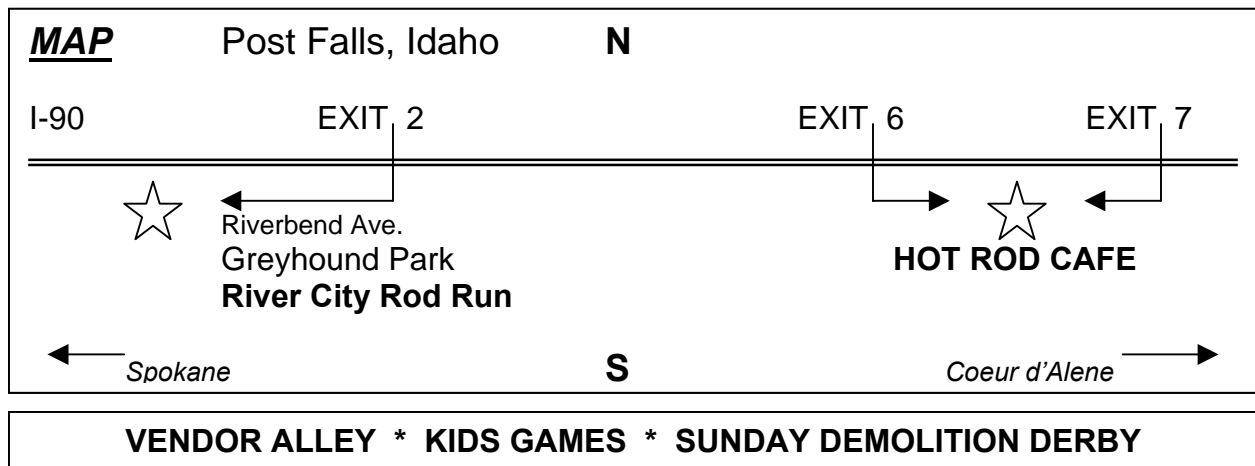 MAP Post Falls, Idaho N
I-90 EXIT 2 EXIT 6 EXIT 7
Riverbend Ave.
Greyhound Park
River City Rod Run
HOT ROD CAFE
Spokane S Coeur d’Alene
VENDOR ALLEY * KIDS GAMES * SUNDAY DEMOLITION DERBY